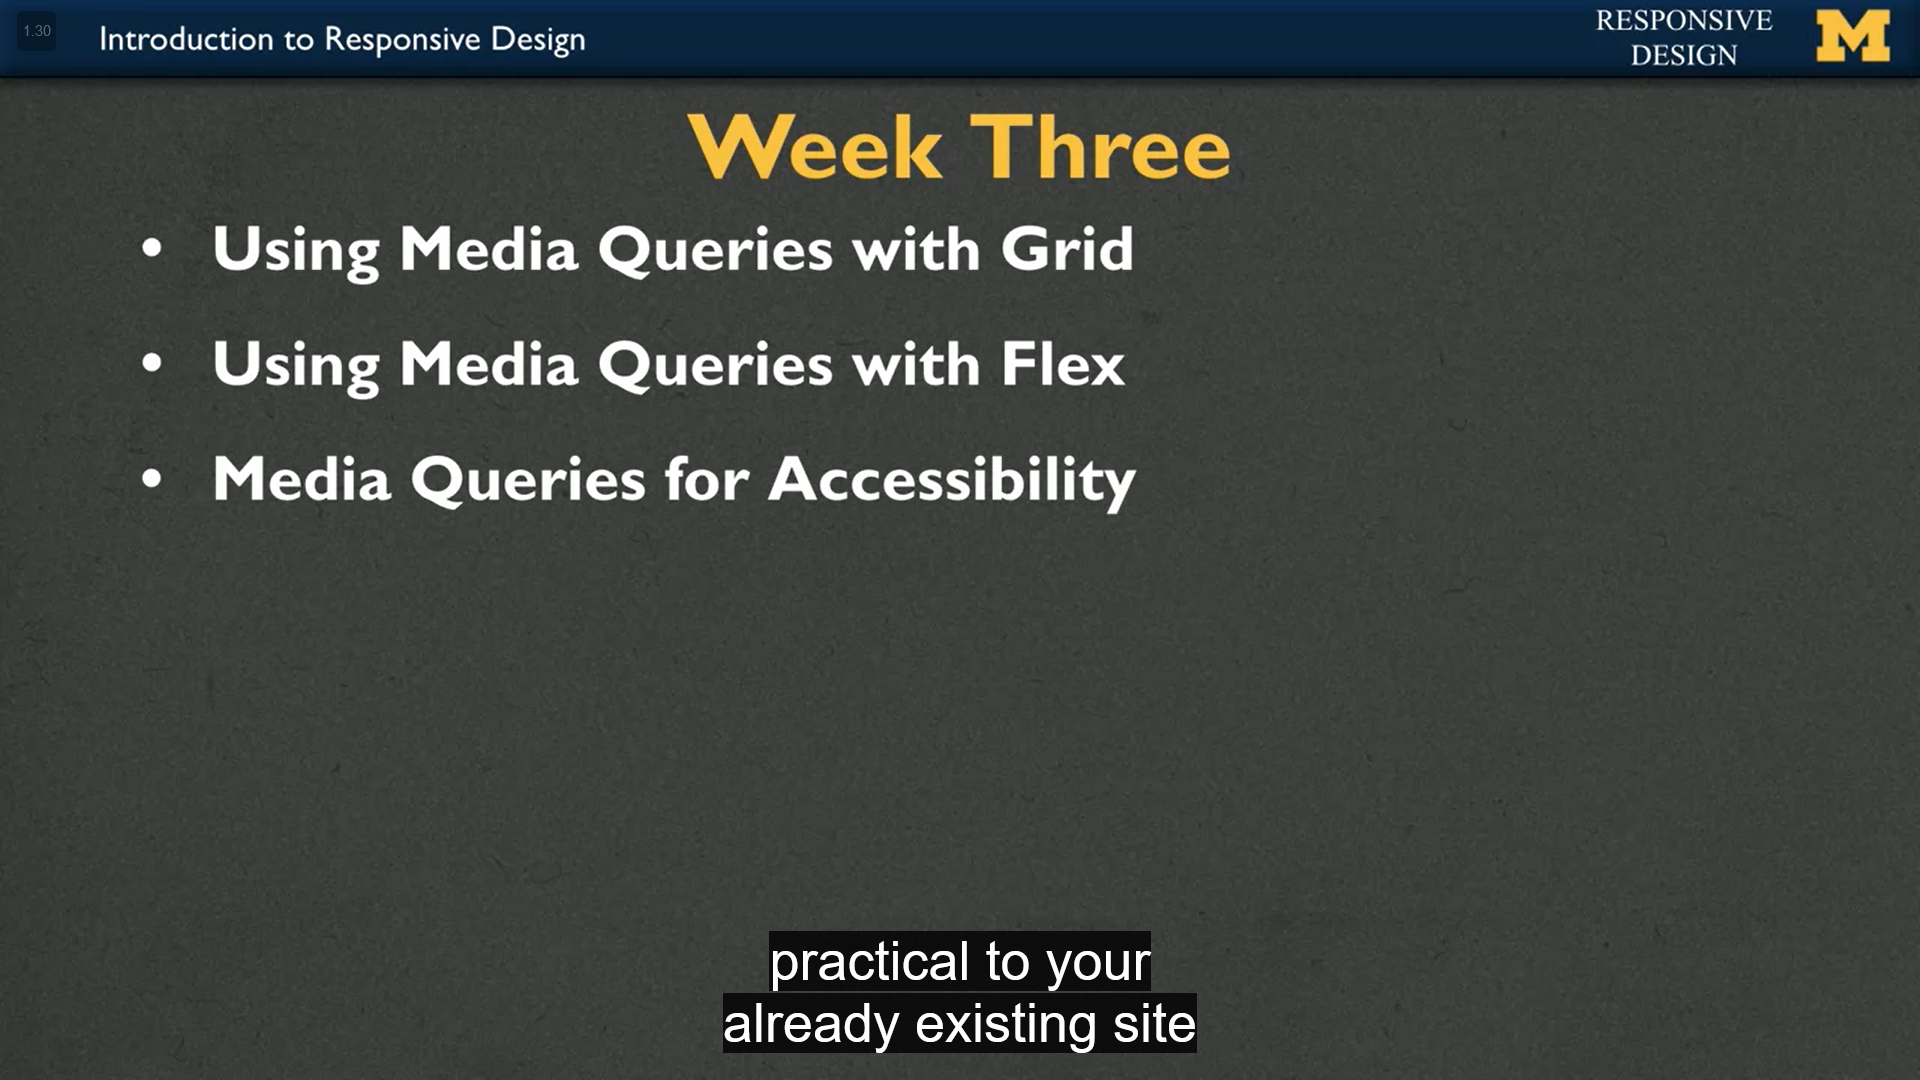 1.30
Introduction to Responsive Design
RESPONSIVE
DESIGN
M
Week Three
• Using Media Queries with Grid
• Using Media Queries with Flex
• Media Queries for Accessibility
practical to your
already existing site